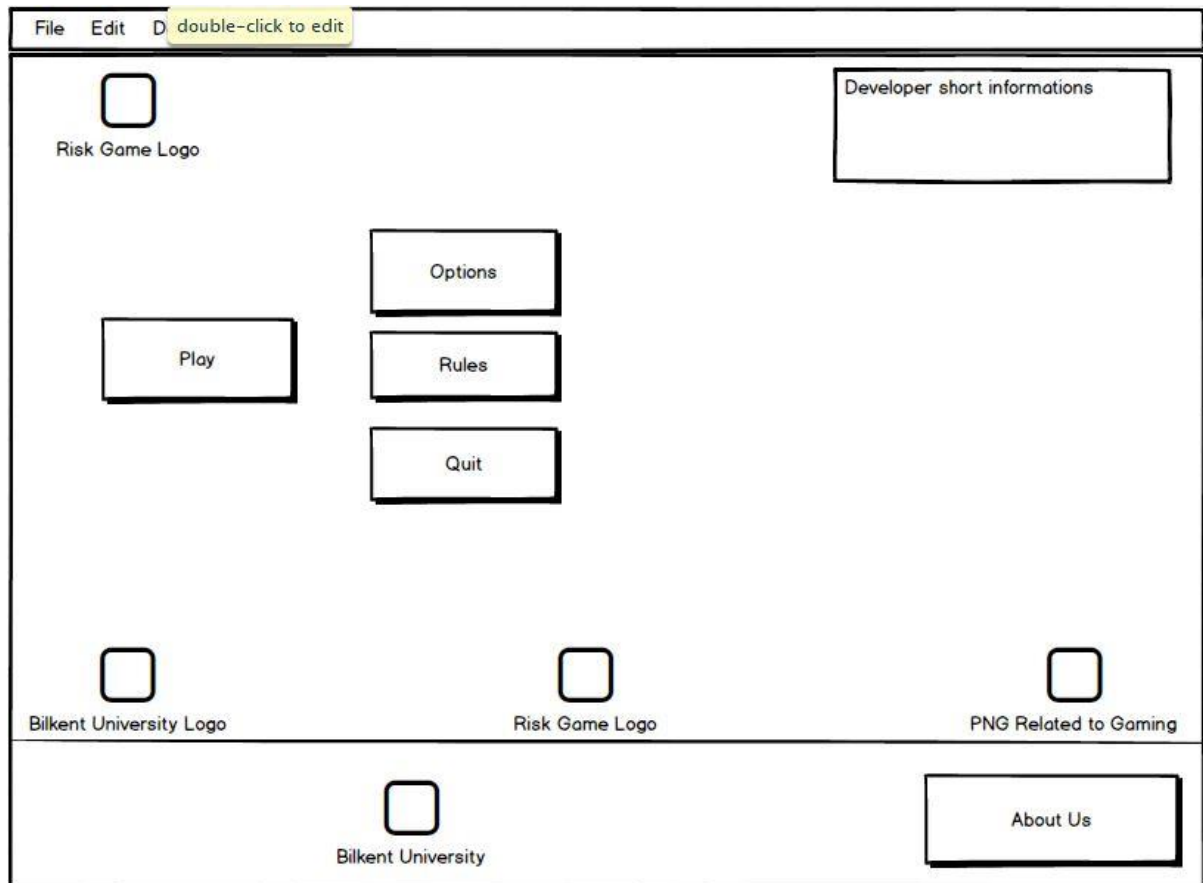 File Edit D
double-click to edit
Developer short informations
Risk Game Logo
Options
Play
Rules
Quit
Bilkent University Logo
Risk Game Logo
PNG Related to Gaming
About Us
Bilkent University